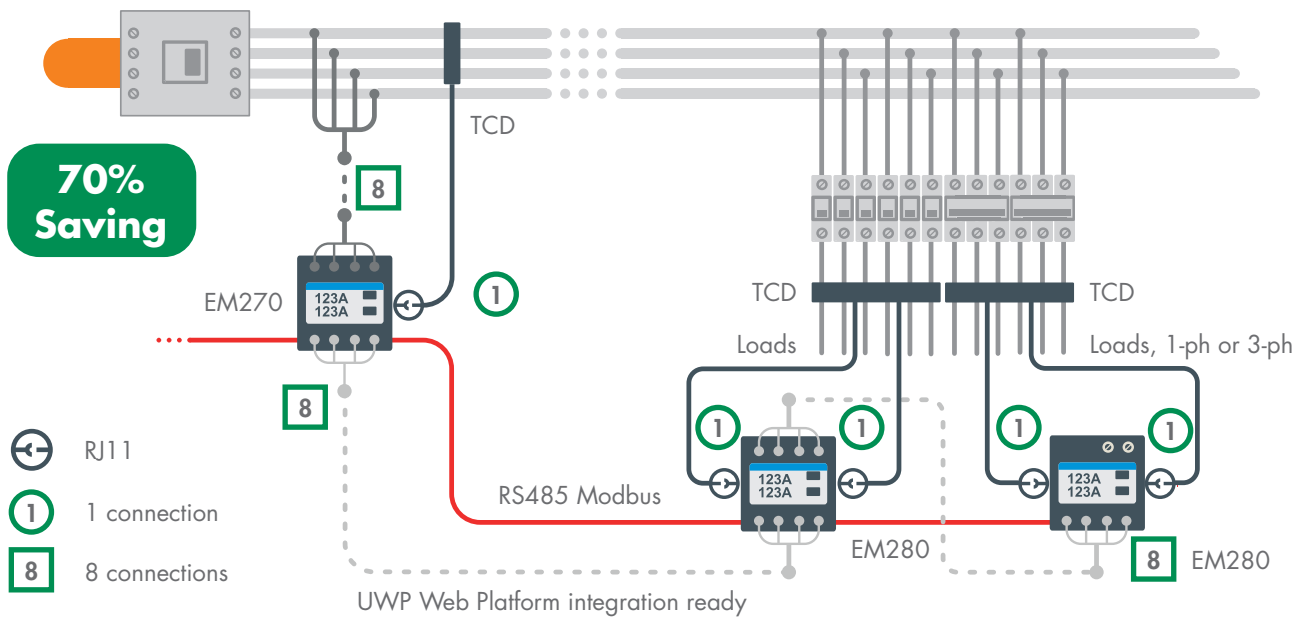 TCD
70%
Saving
8
EM270
123A
123A
1
TCD
TCD
Loads
Loads, 1-ph or 3-ph
8
1
1
1
1
RJ11
123A
123A
123A
123A
RS485 Modbus
1
1 connection
EM280
8
EM280
8
8 connections
UWP Web Platform integration ready